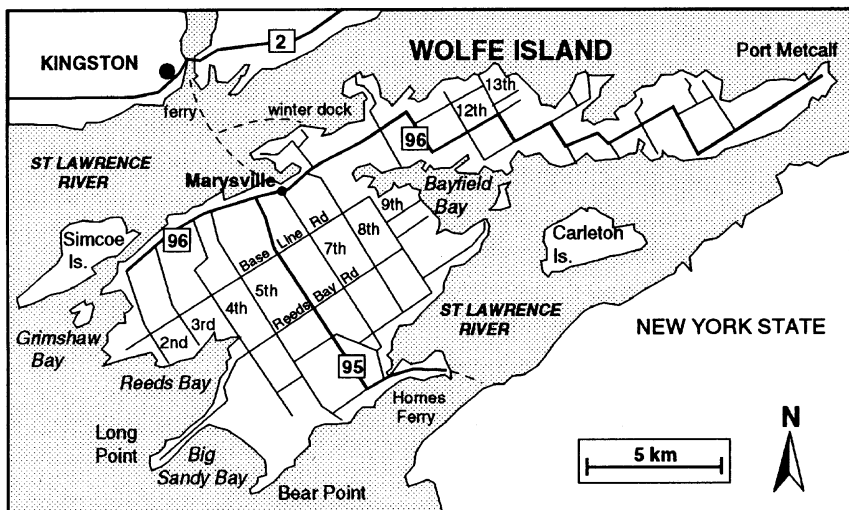 WOLFE ISLAND
KINGSTON
2
Port Metcalf
13th
12th
ferry
winter dock
96
ST LAWRENCE
RIVER
Marysville
Bayfield
Bay
9th
8th
7th
Base Line Rd
Simcoe
Is.
96
Carleton
Is.
5th
4th
3rd
2nd
Reeds Bay Rd
ST LAWRENCE
RIVER
NEW YORK STATE
Grimshaw
Bay
Reeds Bay
95
Hornes
Ferry
Long
Point
Big
Sandy Bay
Bear Point
5 km
N